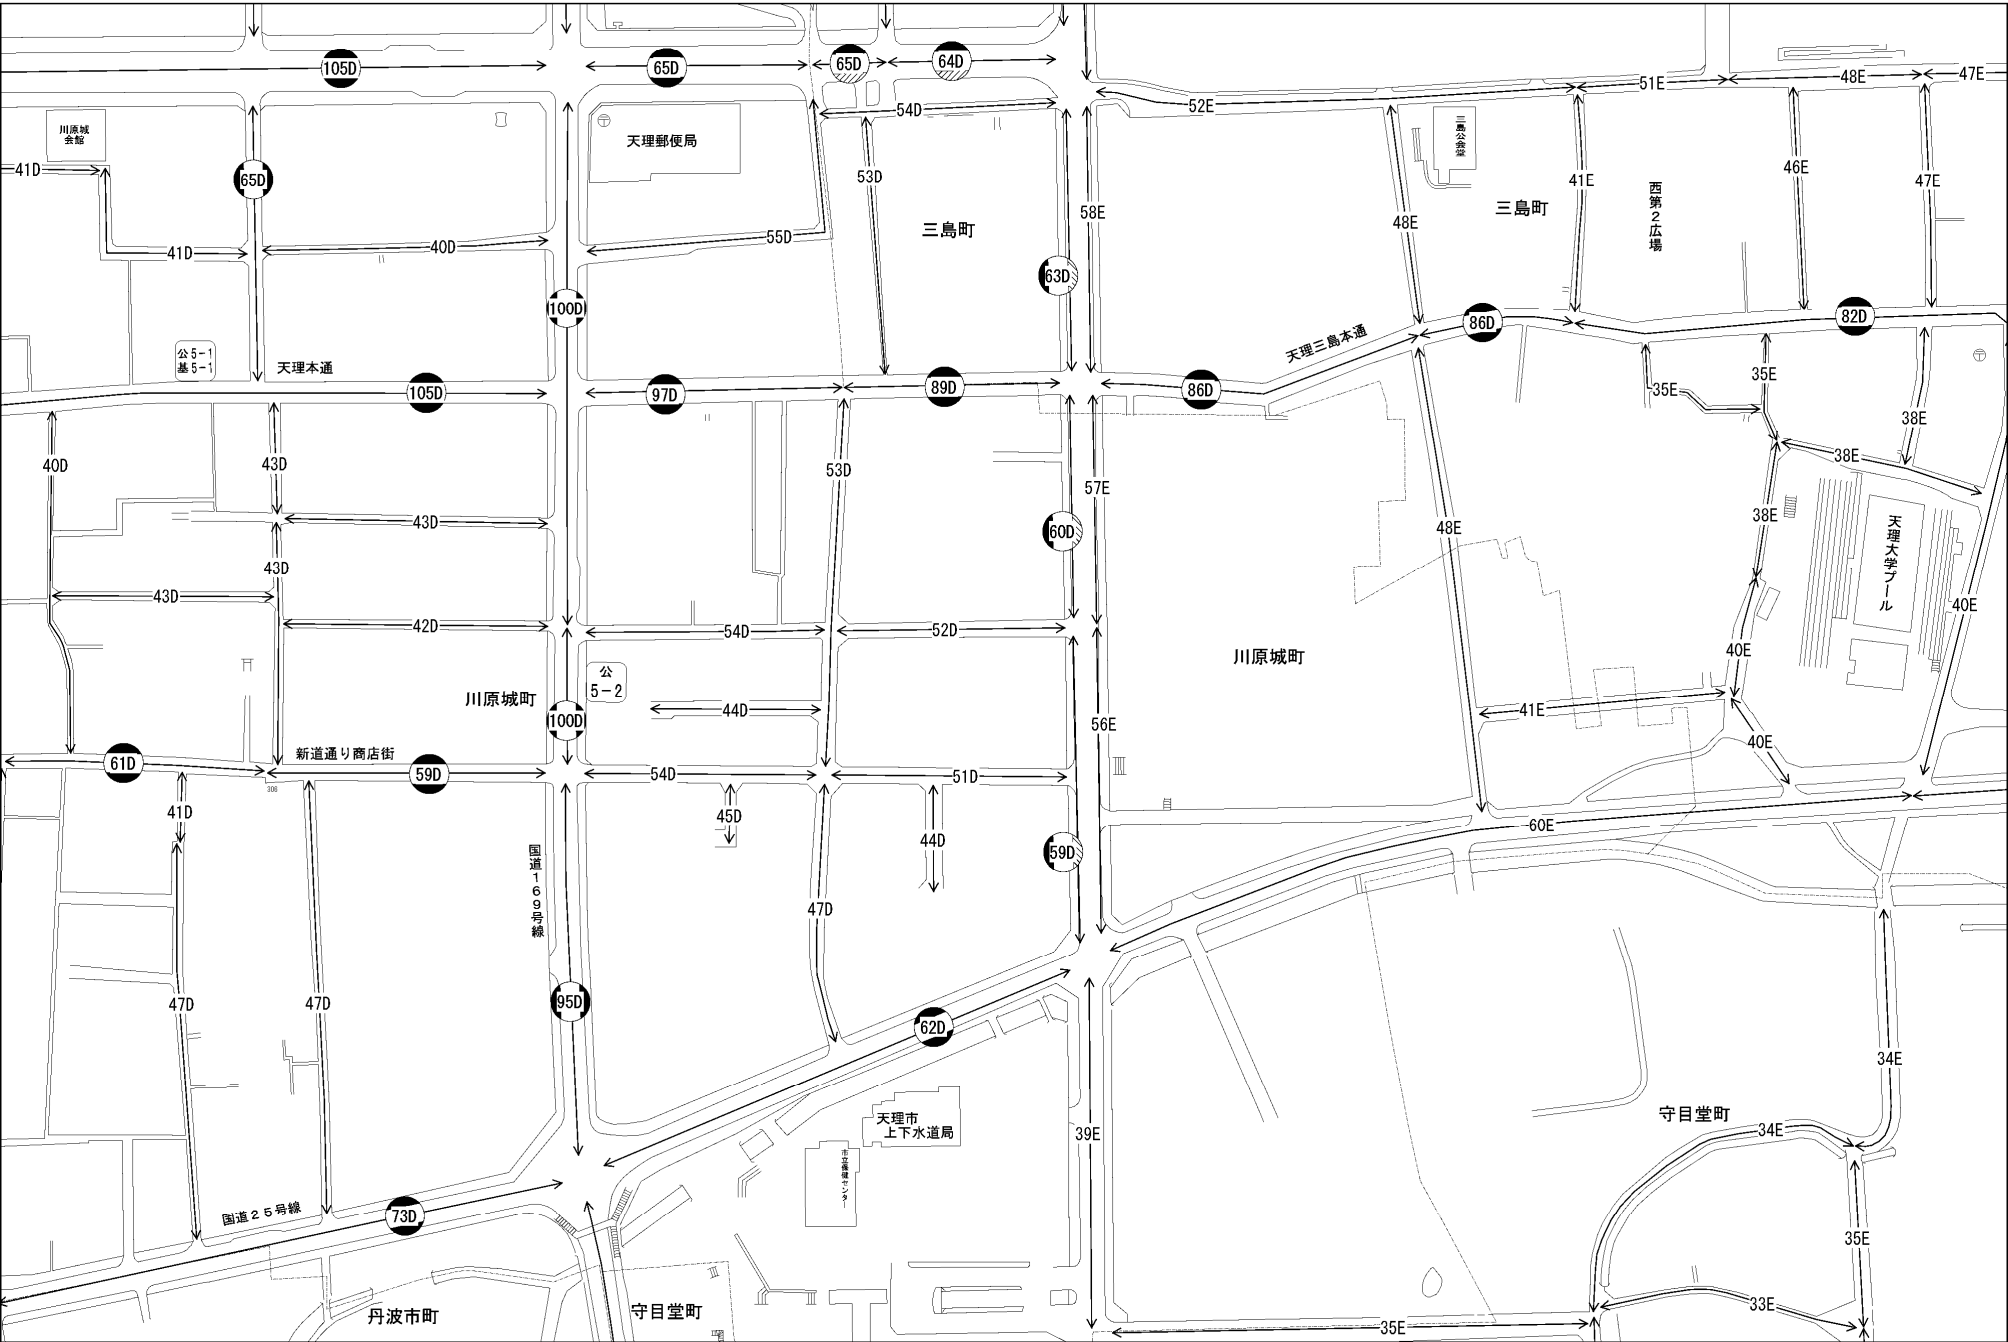 105D
65D
65D
64D
51E
48E
47E
52E
54D
川原城
会館
天理郵便局
三島公会堂
41D
65D
53D
41E
46E
47E
58E
48E
三島町
三島町
西第2広場
41D
40D
55D
63D
100D
86D
82D
公5-1
基5-1
天理本通
天理三島本通
105D
97D
89D
86D
35E
35E
38E
40D
43D
53D
38E
57E
43D
60D
48E
38E
天理大学プール
43D
43D
42D
54D
52D
40E
40E
川原城町
公
5-2
川原城町
44D
100D
56E
41E
40E
新道通り商店街
61D
59D
54D
51D
306
41D
45D
44D
60E
59D
国道169号線
47D
47D
47D
95D
62D
34E
天理市
上下水道局
39E
守目堂町
34E
市立保健センター
国道25号線
73D
35E
丹波市町
守目堂町
33E
35E